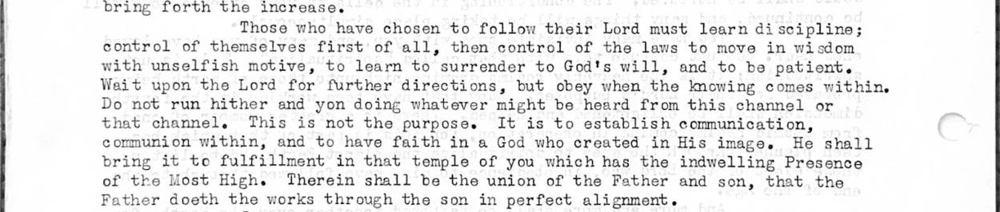 bring forth the increase.
Those who have chosen to follow their Lord must learn discipline;
control of themselves first of all, then control of the laws to move in wisdom
with unselfish motive, to learn to surrender to God's will, and to be patient.
Wait upon the Lord for further directions, but obey when the knowing comes within.
Do not run hither and yon doing whatever might be heard from this channel or
that channel. This is not the purpose. It is to establish communication,
communion within, and to have faith in a God who created in His image. He shall
bring it to fulfillment in that temple of you which has the indwelling Presence
of the Most High. Therein shall be the union of the Father and son, that the
Father doeth the works through the son in perfect alignment.